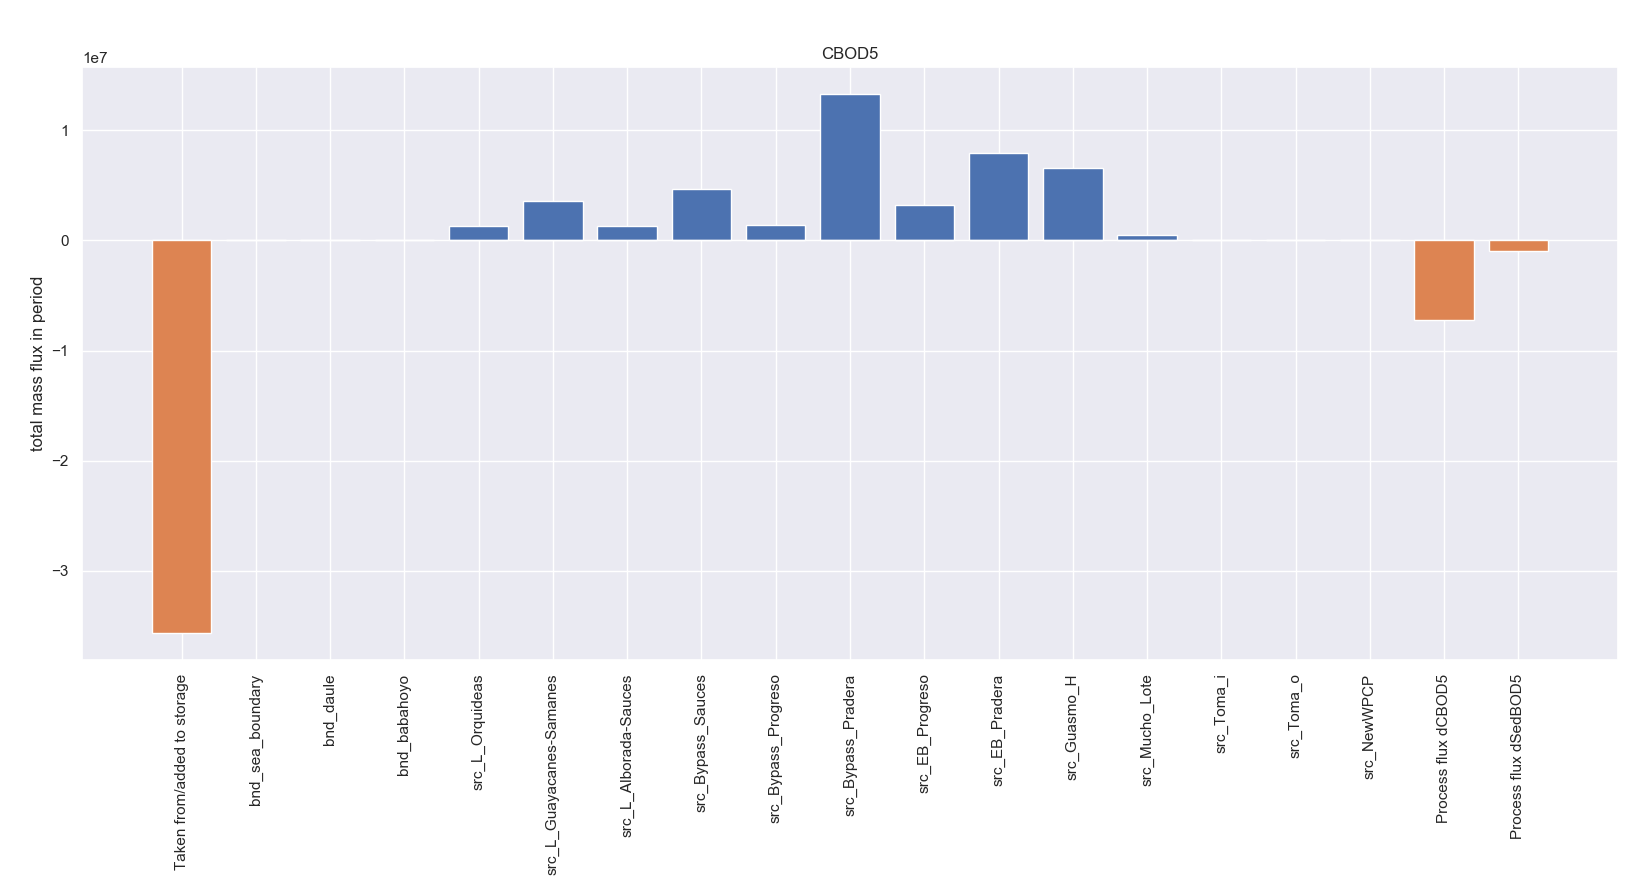 CBOD5
1e7
1
0
−1
−2
−3
total mass flux in period
Taken from/added to storage
bnd_sea_boundary
bnd_daule
bnd_babahoyo
src_L_Orquideas
src_L_Guayacanes-Samanes
src_L_Alborada-Sauces
src_Bypass_Sauces
src_Bypass_Progreso
src_Bypass_Pradera
src_EB_Progreso
src_EB_Pradera
src_Guasmo_H
src_Mucho_Lote
src_Toma_i
src_Toma_o
src_NewWPCP
Process flux dCBOD5
Process flux dSedBOD5